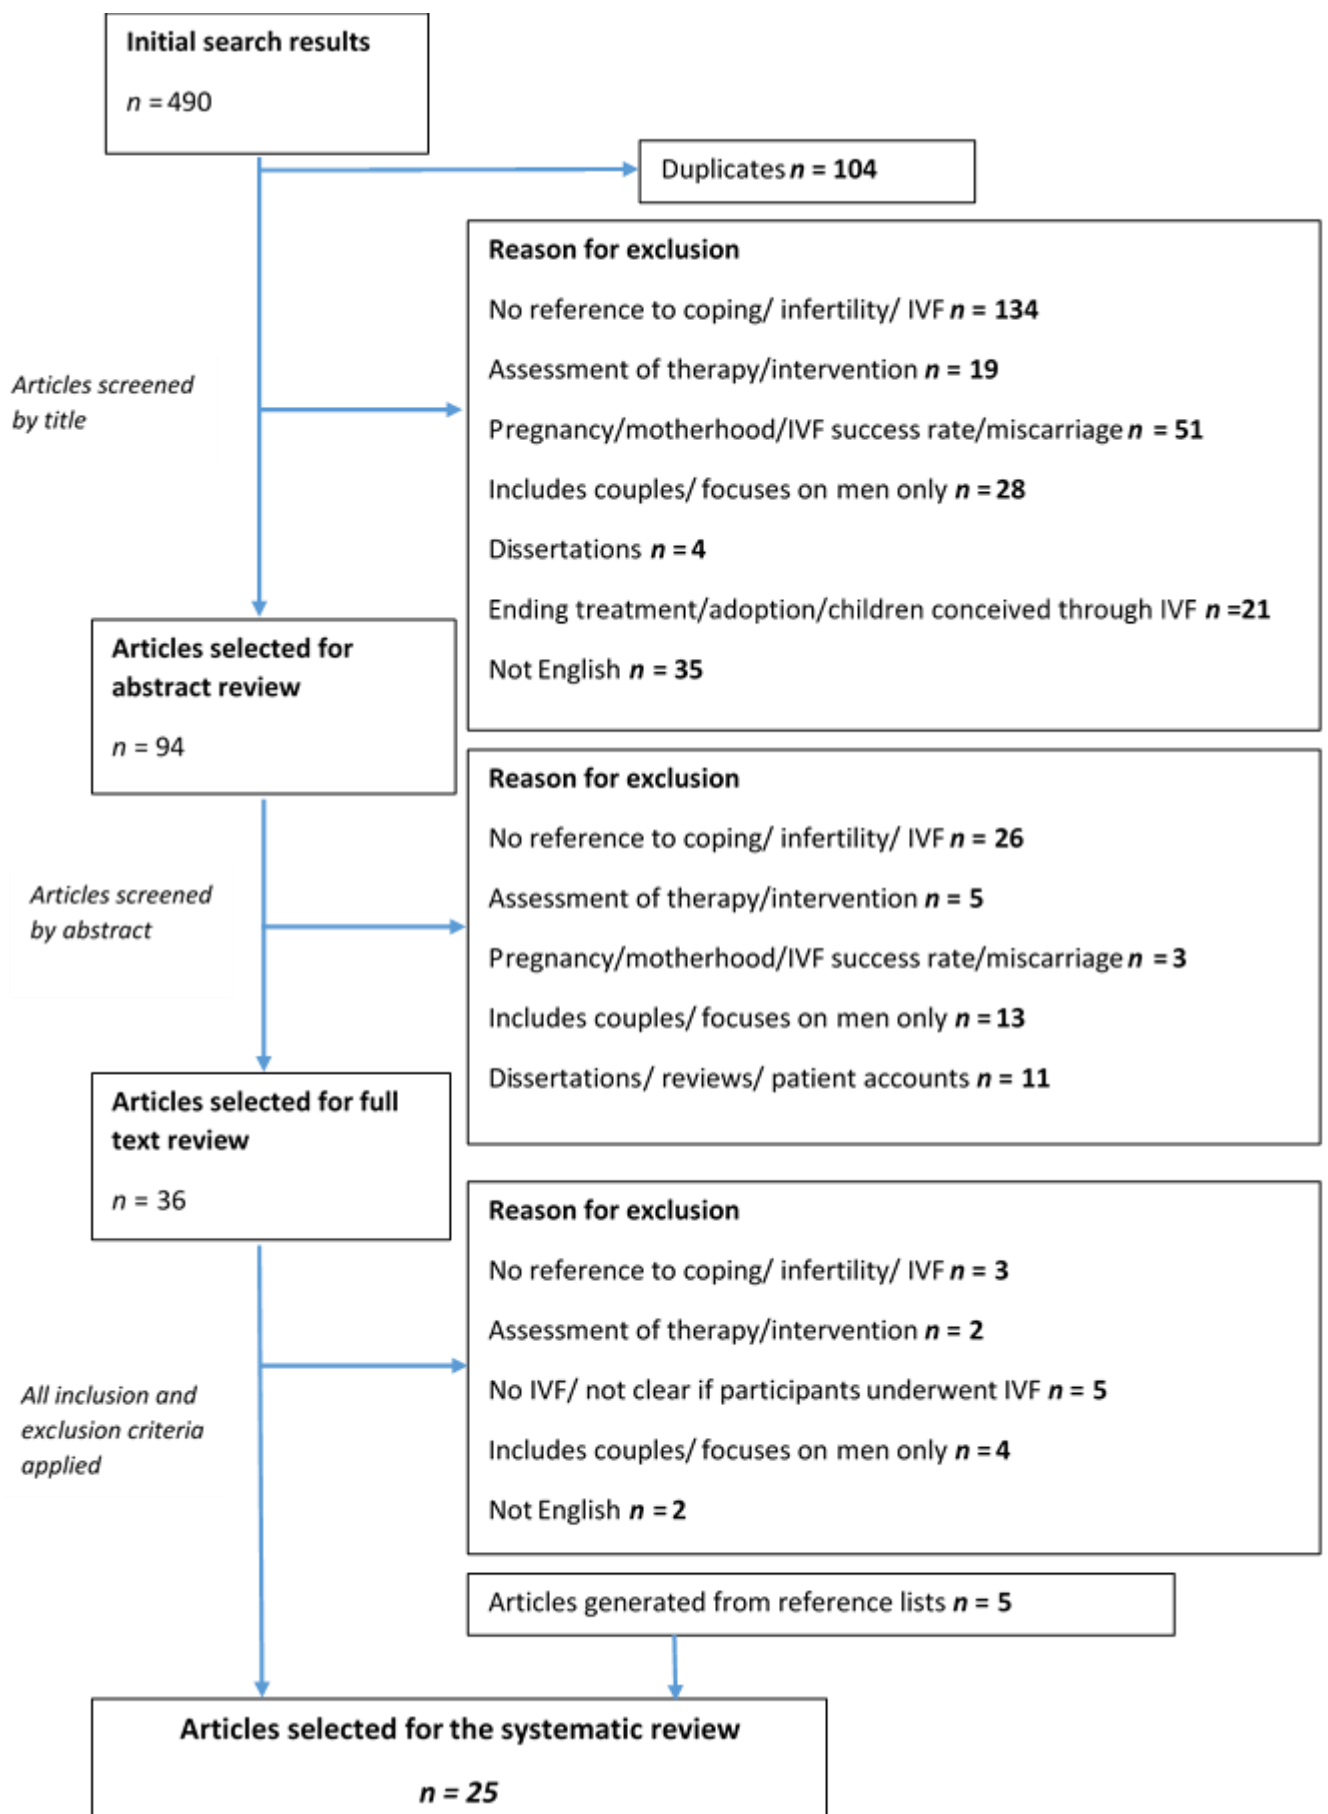 Initial search results
n = 490
Duplicates n = 104
Reason for exclusion
No reference to coping/ infertility/ IVF n = 134
Assessment of therapy/intervention n = 19
Pregnancy/motherhood/IVF success rate/miscarriage n = 51
Includes couples/ focuses on men only n = 28
Dissertations n = 4
Ending treatment/adoption/children conceived through IVF n =21
Not English n = 35
Articles screened
by title
Articles selected for
abstract review
n = 94
Reason for exclusion
No reference to coping/ infertility/ IVF n = 26
Assessment of therapy/intervention n = 5
Pregnancy/motherhood/IVF success rate/miscarriage n = 3
Includes couples/ focuses on men only n = 13
Dissertations/ reviews/ patient accounts n = 11
Articles screened
by abstract
Articles selected for full
text review
n = 36
Reason for exclusion
No reference to coping/ infertility/ IVF n = 3
Assessment of therapy/intervention n = 2
No IVF/ not clear if participants underwent IVF n = 5
Includes couples/ focuses on men only n = 4
Not English n = 2
All inclusion and
exclusion criteria
applied
Articles generated from reference lists n = 5
Articles selected for the systematic review
n = 25